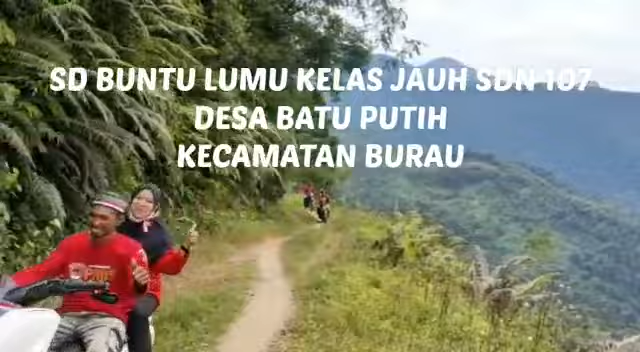 SD BUNTU LUMU KELAS JAUH SDN 107
DESA BATU PUTIH
KECAMATAN BURAU